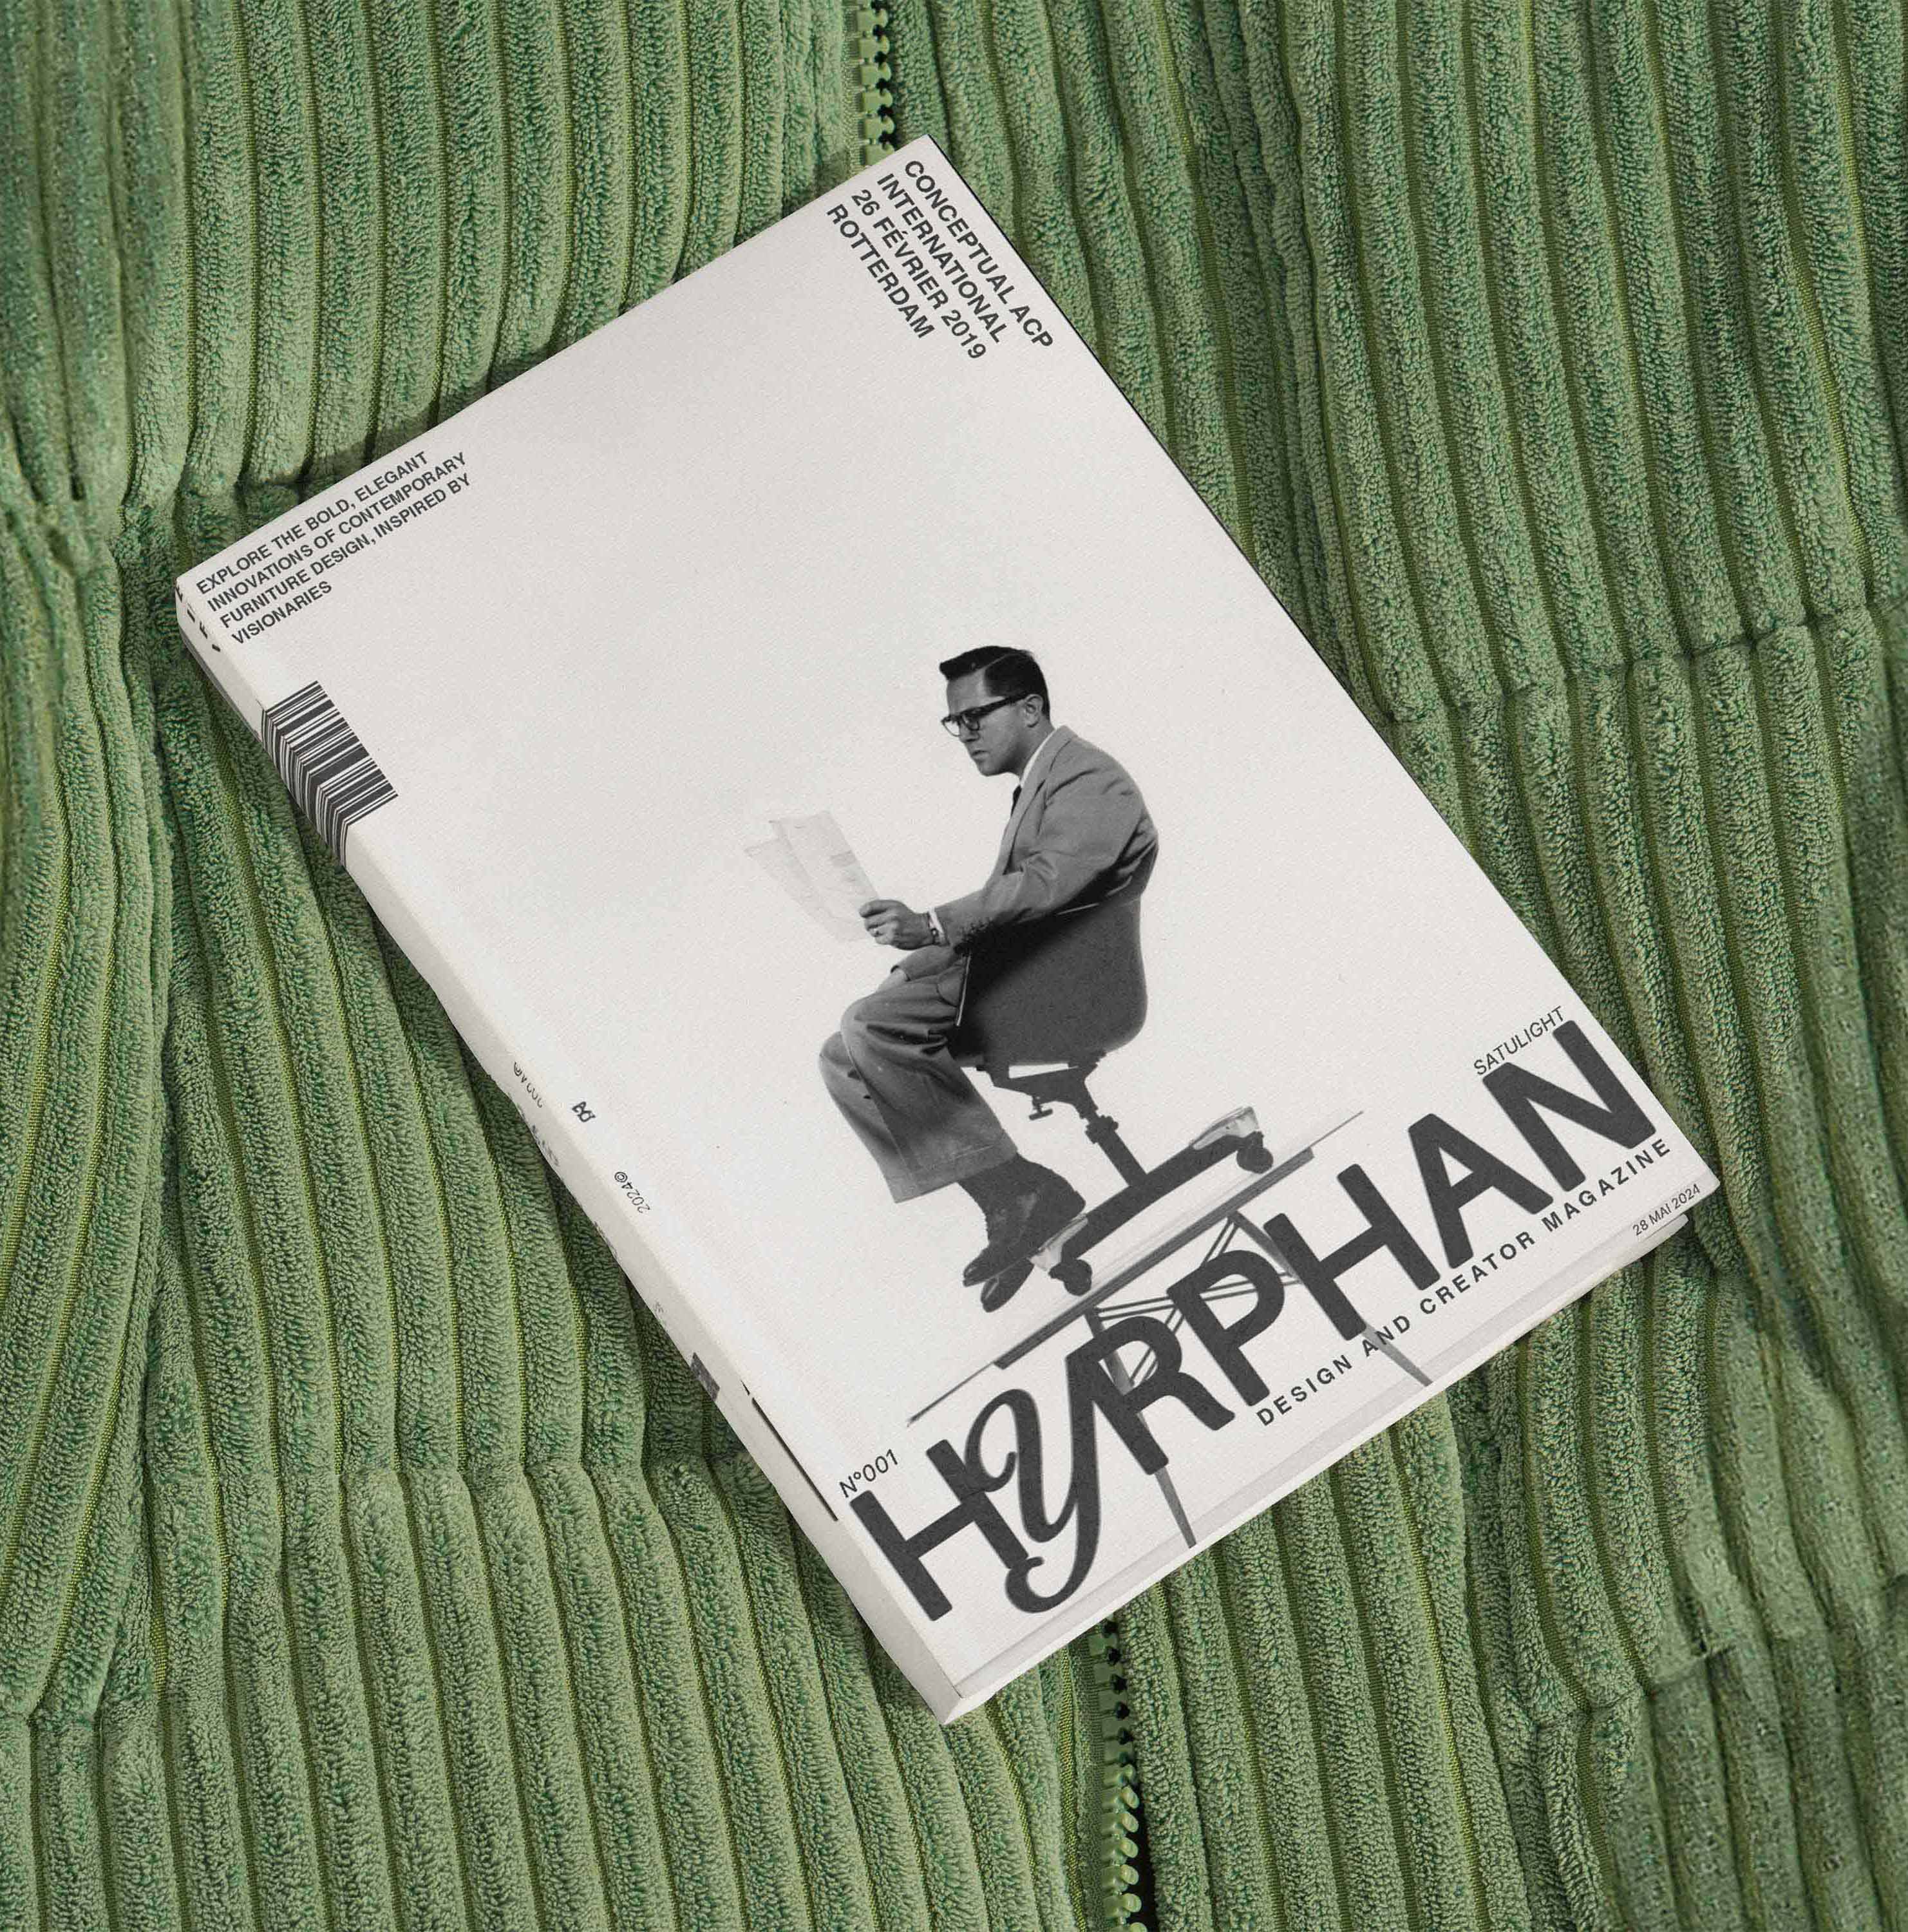 EXPLORE THE BOLD, ELEGANT
INNOVATIONS OF CONTEMPORARY
FURNITURE DESIGN, INSPIRED BY
VISIONARIES
CONCEPTUAL ACP
INTERNATIONAL
26 FÉVRIER 2019
ROTTERDAM
2024©
SATULIGHT
N°001
HYRPHAN
DESIGN AND CREATOR MAGAZINE
28 MAI 2024